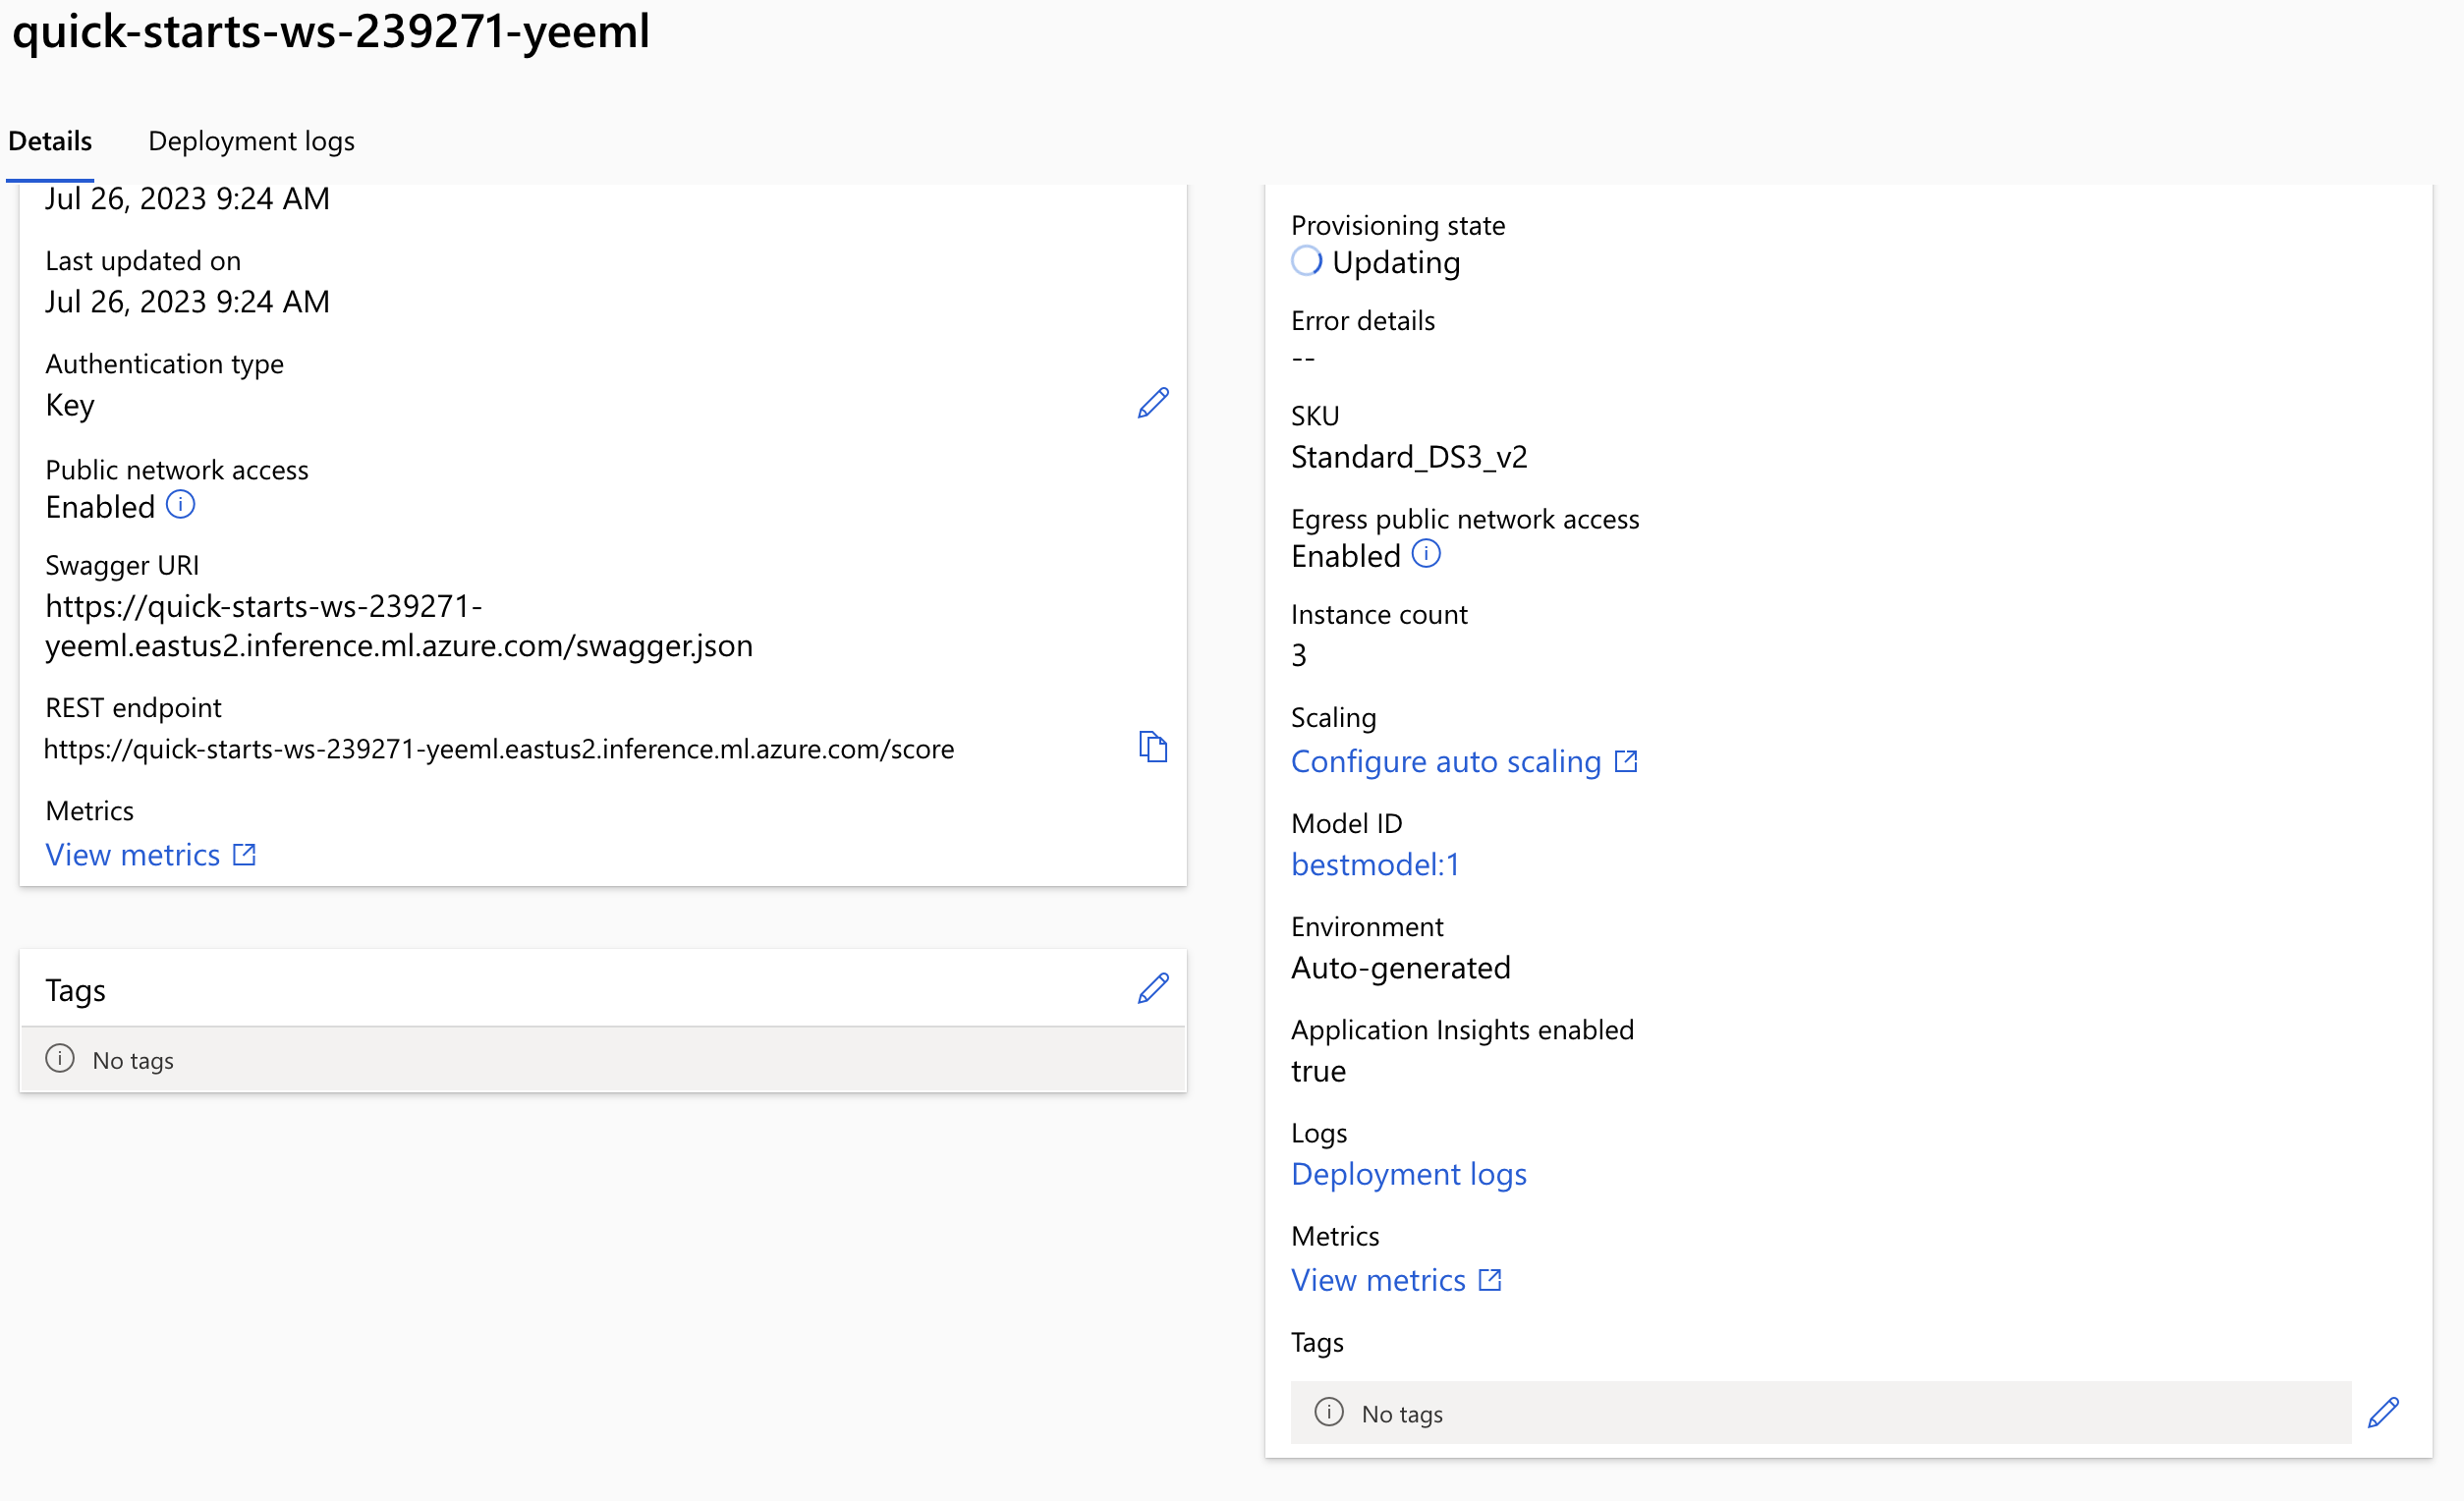 quick-starts-ws-239271-yeeml
Details
Deployment logs
Jul 26, 2023 9:24 AM
Last updated on
Jul 26, 2023 9:24 AM
Authentication type
Key
Public network access
Enabled
Swagger URI
https://quick-starts-ws-239271-
yeeml.eastus2.inference.ml.azure.com/swagger.json
REST endpoint
https://quick-starts-ws-239271-yeeml.eastus2.inference.ml.azure.com/score
Metrics
View metrics
Tags
No tags
Provisioning state
Updating
Error details
--
SKU
Standard_DS3_v2
Egress public network access
Enabled
Instance count
3
Scaling
Configure auto scaling
Model ID
bestmodel:1
Environment
Auto-generated
Application Insights enabled
true
Logs
Deployment logs
Metrics
View metrics
Tags
No tags